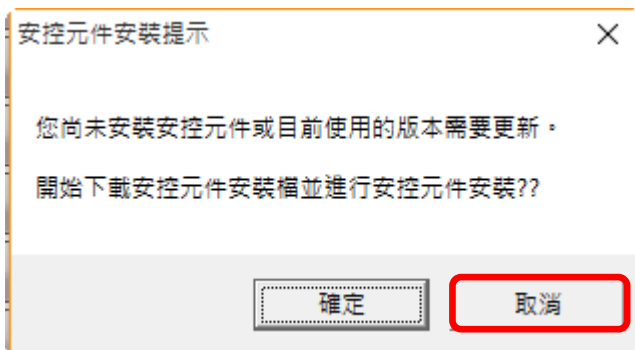 安控元件安裝提示
您尚未安裝安控元件或目前使用的版本需要更新。
開始下載安控元件安裝檔並進行安控元件安裝??
確定
取消